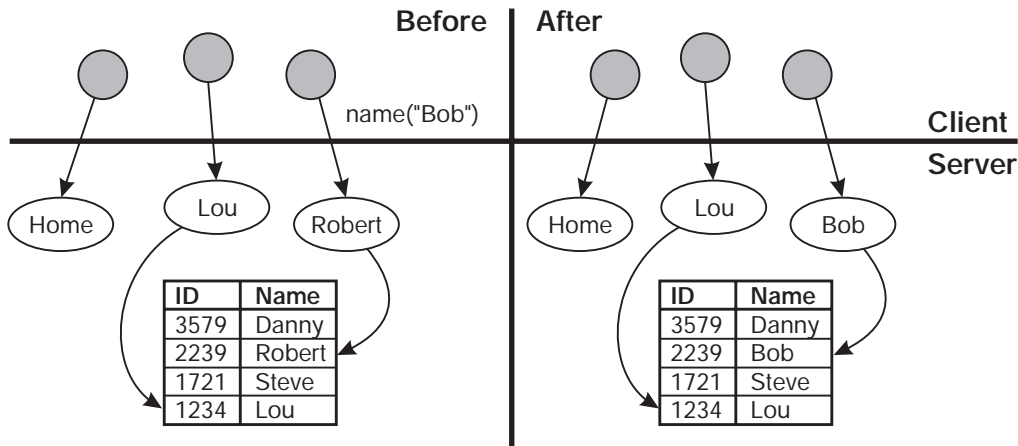 Before
After
name("Bob")
Client
Server
Home
Lou
Robert
Home
Lou
Bob
ID Name
3579 Danny
2239 Robert
1721 Steve
1234 Lou
ID Name
3579 Danny
2239 Bob
1721 Steve
1234 Lou